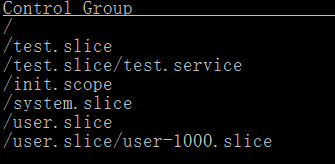 Control Group
/
/test.slice
/test.slice/test.service
/init.scope
/system.slice
/user.slice
/user.slice/user-1000.slice